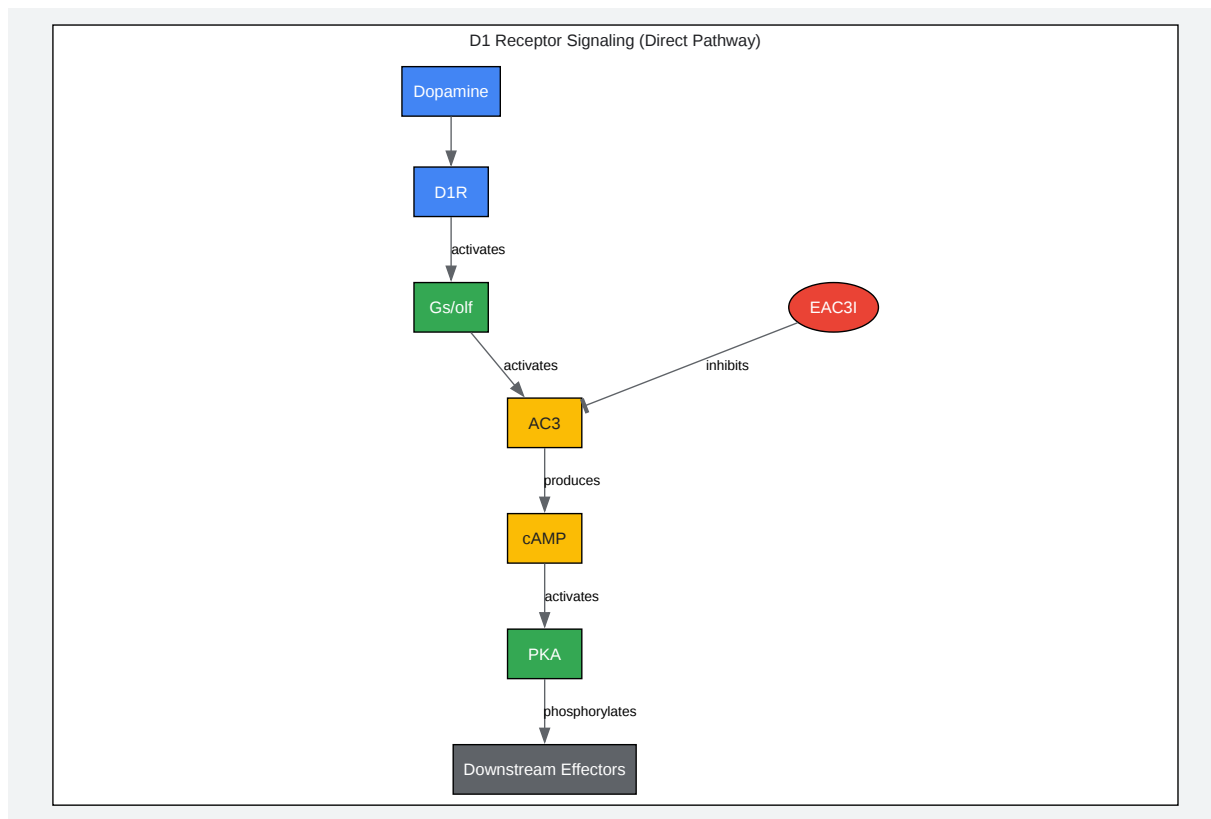 D1 Receptor Signaling (Direct Pathway)
Dopamine
D1R
activates
Gs/olf
EAC3I
activates
inhibits
AC3
produces
cAMP
activates
PKA
phosphorylates
Downstream Effectors